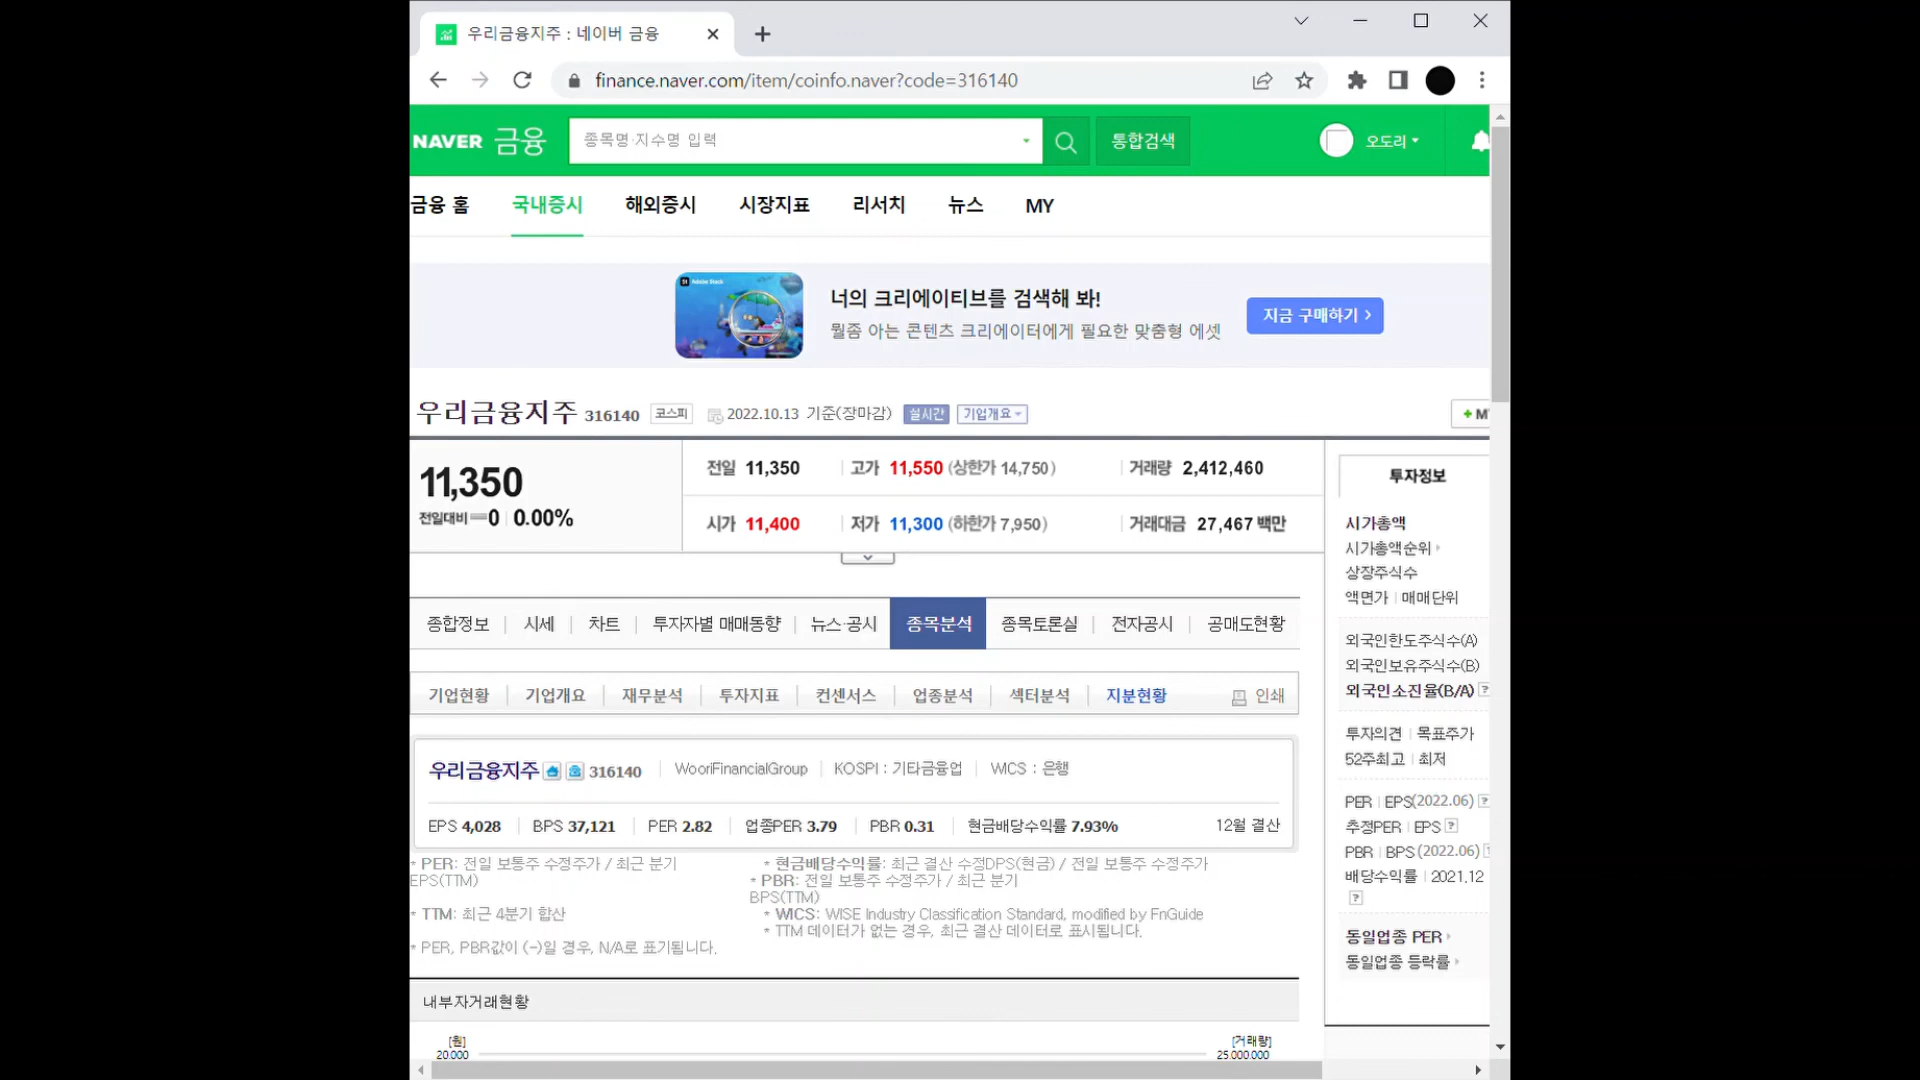 우리금융지주 : 네이버 금융
finance.naver.com/item/coinfo.naver?code=316140
NAVER 금융 종목명·지수명 입력 통합검색 오도리
금융 홈 국내증시 해외증시 시장지표 리서치 뉴스 MY
Adobe Stock
너의 크리에이티브를 검색해 봐!
뭘좀 아는 콘텐츠 크리에이터에게 필요한 맞춤형 에셋
지금 구매하기 >
우리금융지주 316140 코스피 2022.10.13 기준(장마감) 실시간 기업개요
+ M
11,350
전일대비 0 0.00%
전일 11,350 고가 11,550 (상한가 14,750) 거래량 2,412,460
시가 11,400 저가 11,300 (하한가 7,950) 거래대금 27,467 백만
투자정보
시가총액
시가총액순위
상장주식수
액면가 | 매매단위
외국인한도주식수(A)
외국인보유주식수(B)
외국인소진율(B/A) ?
투자의견 | 목표주가
52주최고 | 최저
PER | EPS(2022.06) ?
추정PER | EPS ?
PBR | BPS (2022.06)
배당수익률 | 2021.12
?
동일업종 PER
동일업종 등락률
종합정보 시세 차트 투자자별 매매동향 뉴스·공시 종목분석 종목토론실 전자공시 공매도현황
기업현황 기업개요 재무분석 투자지표 컨센서스 업종분석 섹터분석 지분현황 인쇄
우리금융지주 316140 WooriFinancialGroup KOSPI : 기타금융업 WICS : 은행
EPS 4,028 BPS 37,121 PER 2.82 업종PER 3.79 PBR 0.31 현금배당수익률 7.93% 12월 결산
* PER: 전일 보통주 수정주가 / 최근 분기
EPS(TTM)
* 현금배당수익률: 최근 결산 수정DPS(현금) / 전일 보통주 수정주가
* PBR: 전일 보통주 수정주가 / 최근 분기
BPS(TTM)
* TTM: 최근 4분기 합산
* WICS: WISE Industry Classification Standard, modified by FnGuide
* TTM 데이터가 없는 경우, 최근 결산 데이터로 표시됩니다.
* PER, PBR값이 (-)일 경우, N/A로 표기됩니다.
내부자거래현황
[원] [거래량]
20,000 25,000,000